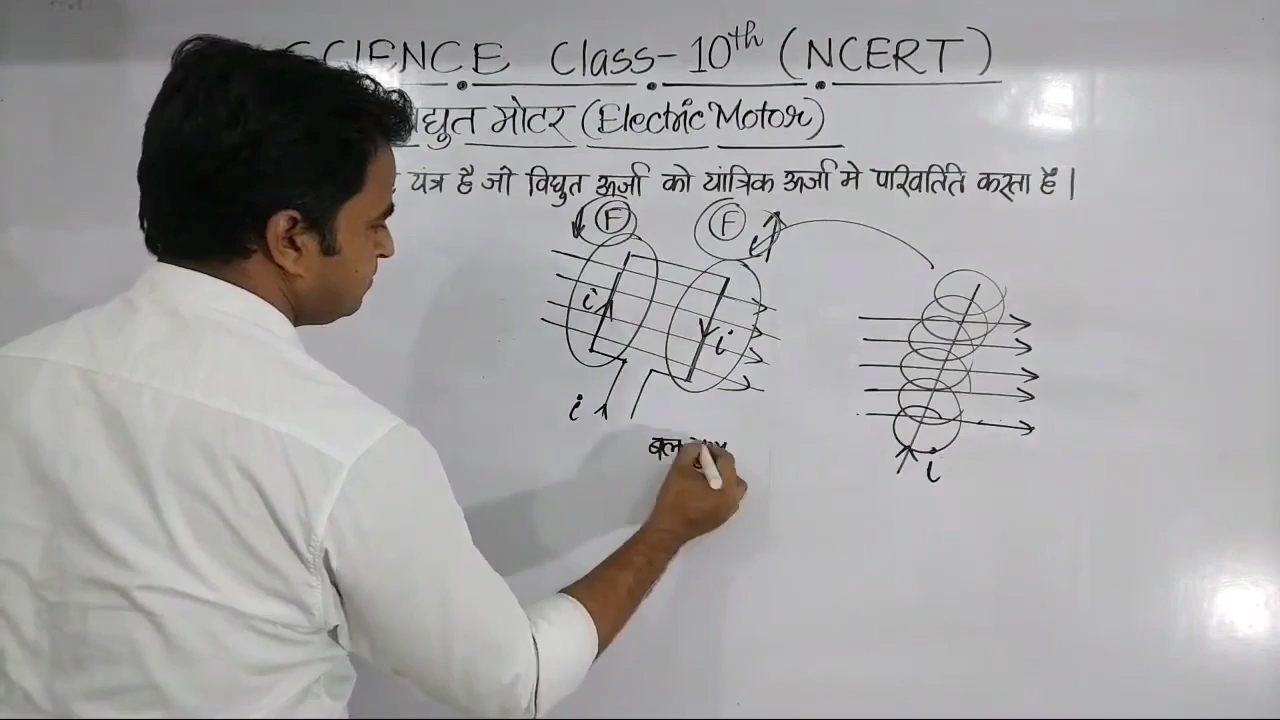 SCIENCE Class-10th (NCERT)
विद्युत मोटर (Electric Motor)
यंत्र है जो विद्युत ऊर्जा को यांत्रिक ऊर्जा मे परिवर्तित करता है |
F F
i i
i
i
बल